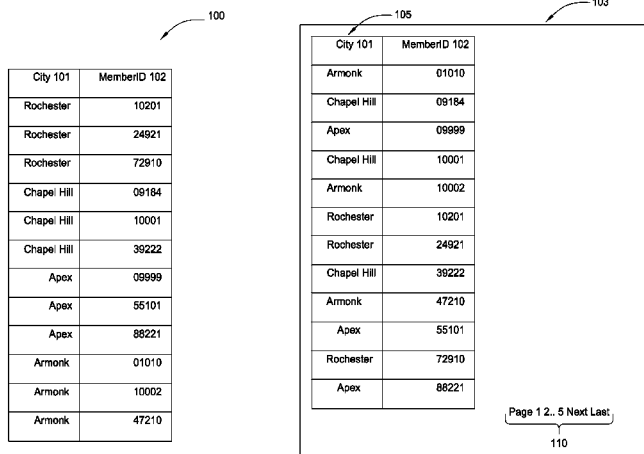 100
City 101 MemberID 102
Rochester 10201
Rochester 24921
Rochester 72910
Chapel Hill 09184
Chapel Hill 10001
Chapel Hill 39222
Apex 09999
Apex 55101
Apex 88221
Armonk 01010
Armonk 10002
Armonk 47210
103
105
City 101 MemberID 102
Armonk 01010
Chapel Hill 09184
Apex 09999
Chapel Hill 10001
Armonk 10002
Rochester 10201
Rochester 24921
Chapel Hill 39222
Armonk 47210
Apex 55101
Rochester 72910
Apex 88221
Page 1 2.. 5 Next Last
110